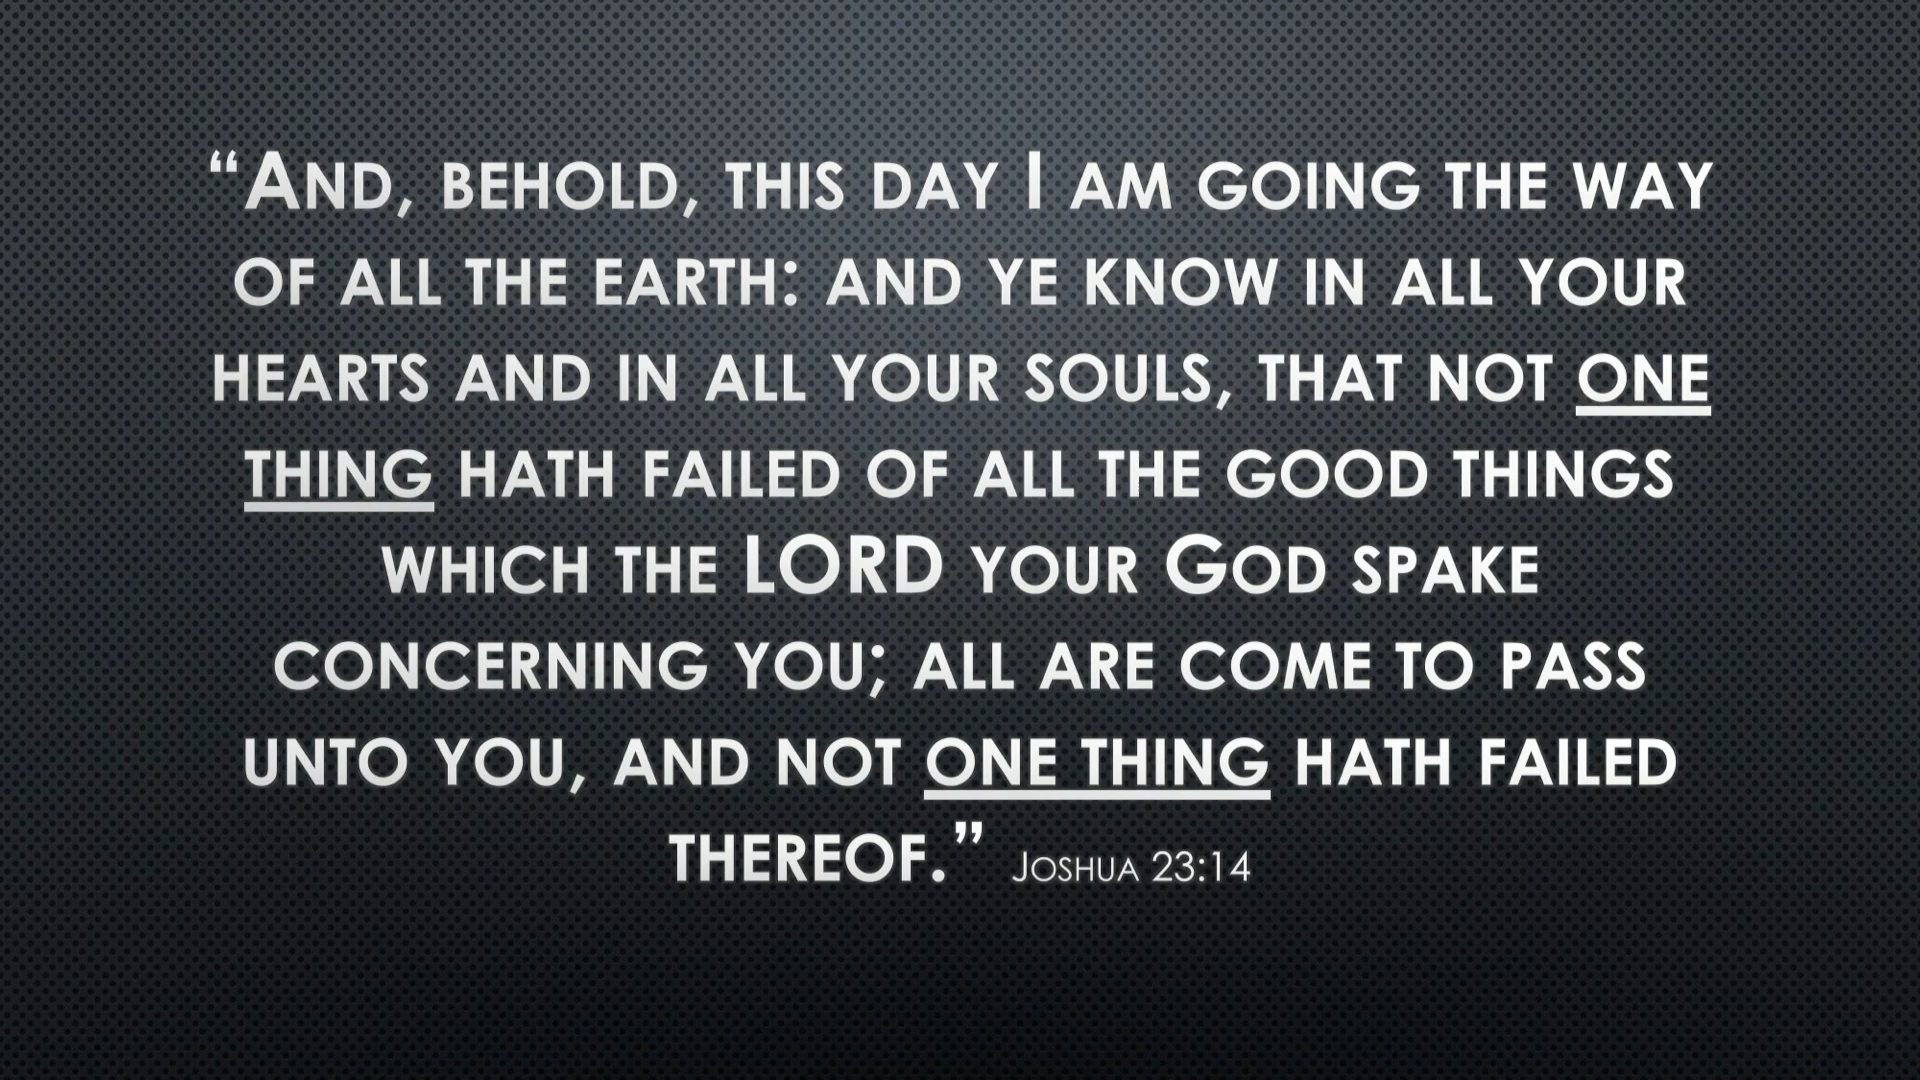 “And, behold, this day I am going the way
of all the earth: and ye know in all your
hearts and in all your souls, that not one
thing hath failed of all the good things
which the LORD your God spake
concerning you; all are come to pass
unto you, and not one thing hath failed
thereof.” Joshua 23:14